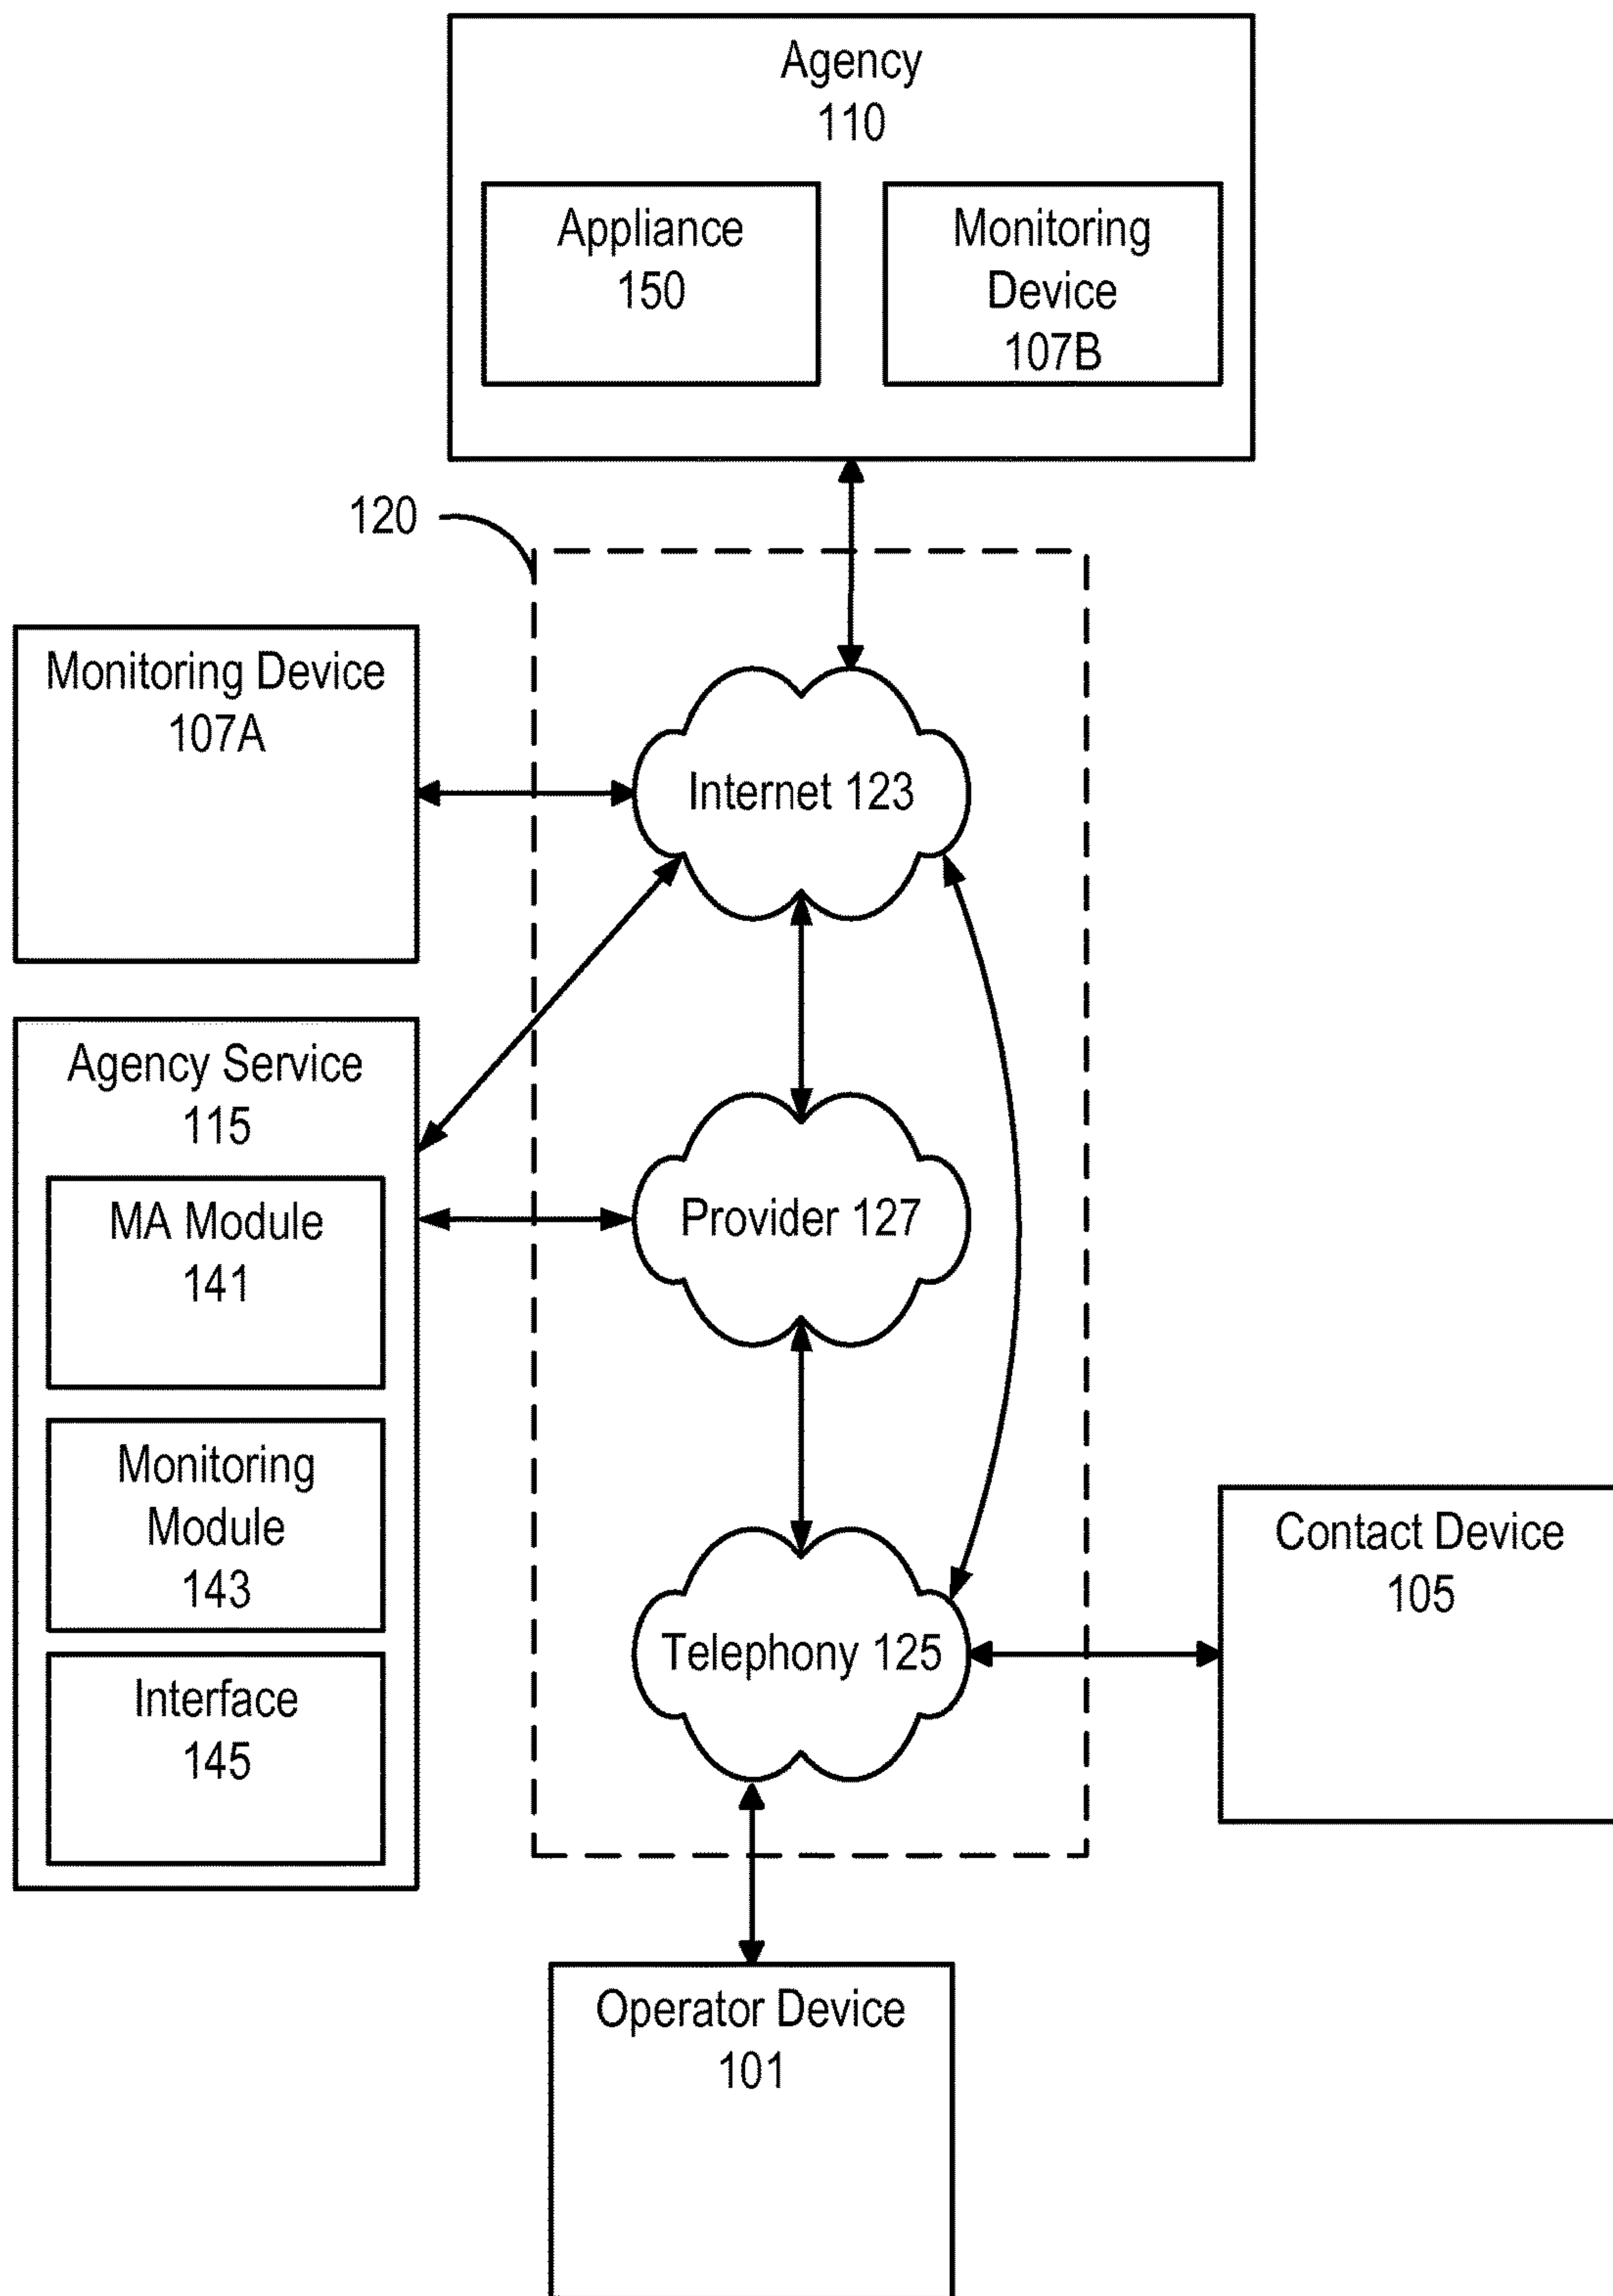 Agency
110
Appliance
150
Monitoring
Device
107B
120
Monitoring Device
107A
Internet 123
Agency Service
115
MA Module
141
Provider 127
Monitoring
Module
143
Contact Device
105
Telephony 125
Interface
145
Operator Device
101